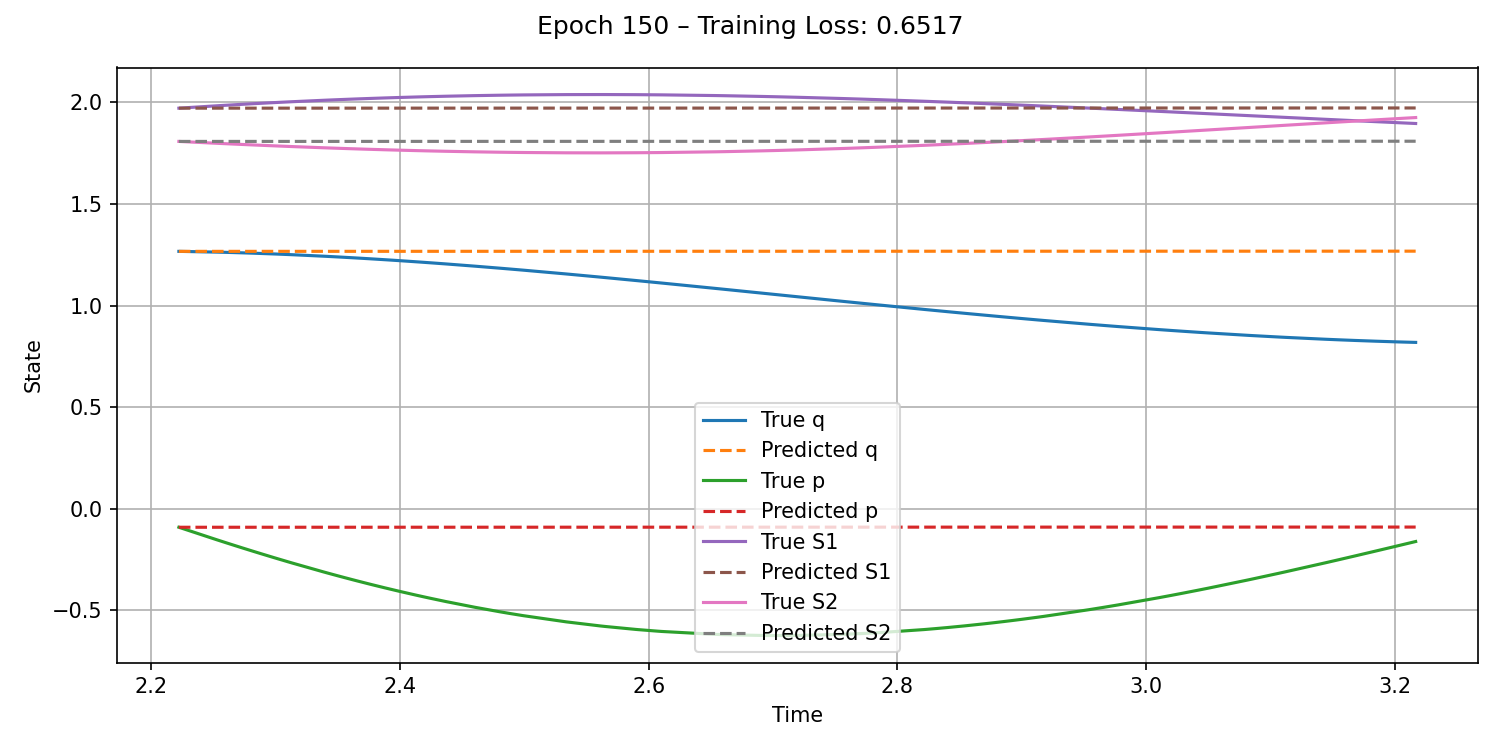 Epoch 150 – Training Loss: 0.6517
State
2.0
1.5
1.0
0.5
0.0
−0.5
True q
Predicted q
True p
Predicted p
True S1
Predicted S1
True S2
Predicted S2
2.2 2.4 2.6 2.8 3.0 3.2
Time